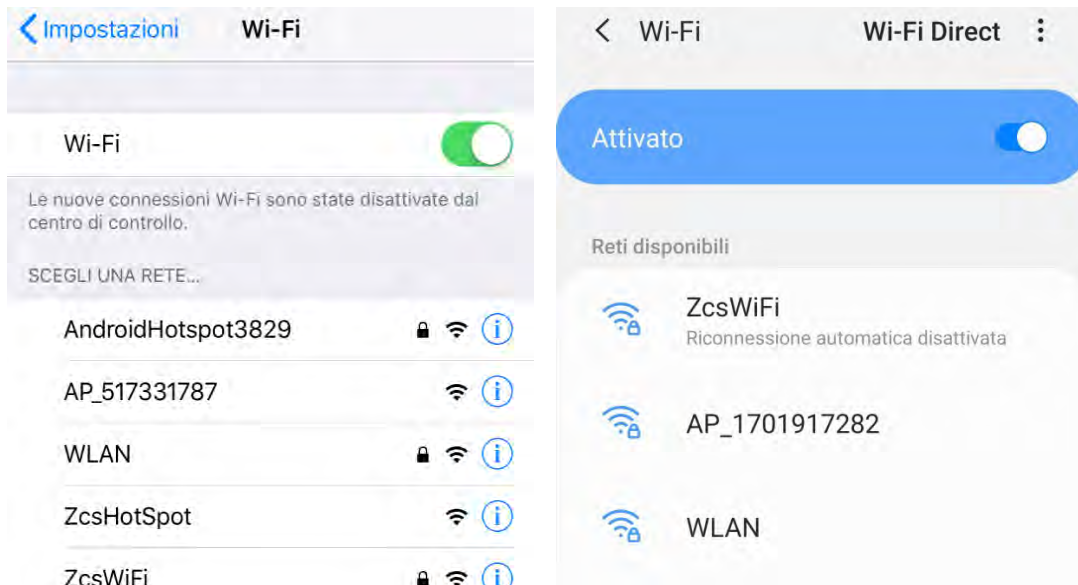 Impostazioni
Wi-Fi
Wi-Fi
Le nuove connessioni Wi-Fi sono state disattivate dal
centro di controllo.
SCEGLI UNA RETE...
AndroidHotspot3829
AP_517331787
WLAN
ZcsHotSpot
ZcsWiFi
Wi-Fi
Wi-Fi Direct
Attivato
Reti disponibili
ZcsWiFi
Riconnessione automatica disattivata
AP_1701917282
WLAN